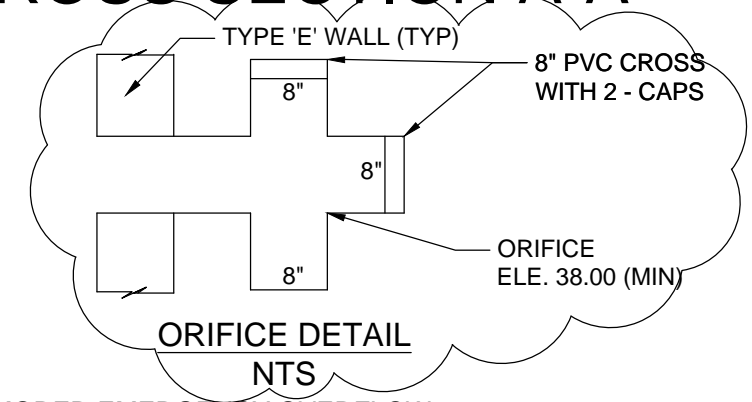 TYPE 'E' WALL (TYP)
8" PVC CROSS
WITH 2 - CAPS
8"
8"
8"
ORIFICE
ELE. 38.00 (MIN)
ORIFICE DETAIL
NTS